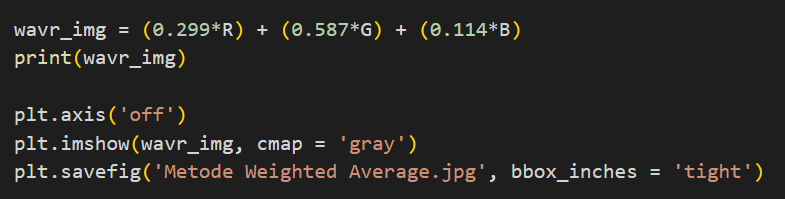 wavr_img = (0.299*R) + (0.587*G) + (0.114*B)
print(wavr_img)
plt.axis('off')
plt.imshow(wavr_img, cmap = 'gray')
plt.savefig('Metode Weighted Average.jpg', bbox_inches = 'tight')